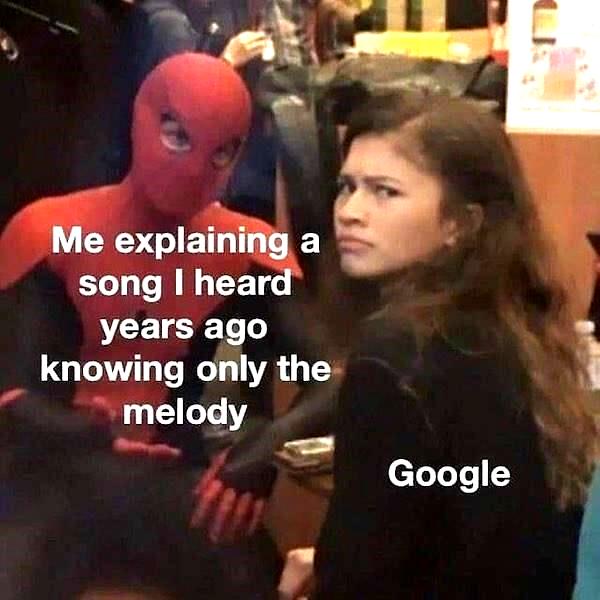 Me explaining a
song I heard
years ago
knowing only the
melody
Google